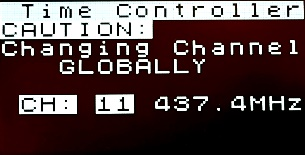 Time Controller
CAUTION:
Changing Channel
GLOBALLY
CH: 11 437.4MHz